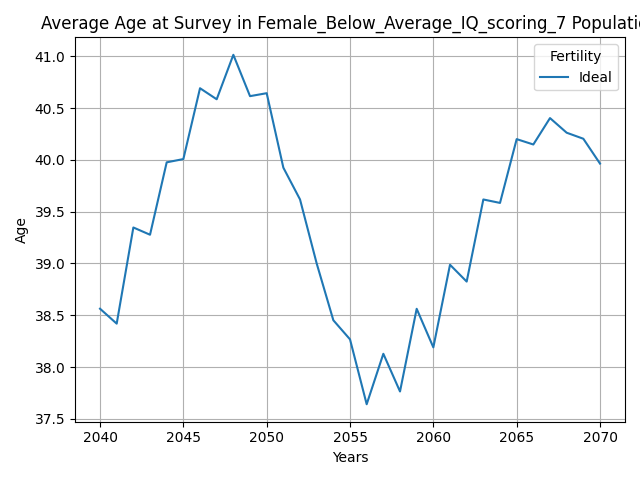 Average Age at Survey in Female_Below_Average_IQ_scoring_7 Populatio
41.0
40.5
40.0
39.5
39.0
38.5
38.0
37.5
Age
Fertility
Ideal
2040 2045 2050 2055 2060 2065 2070
Years